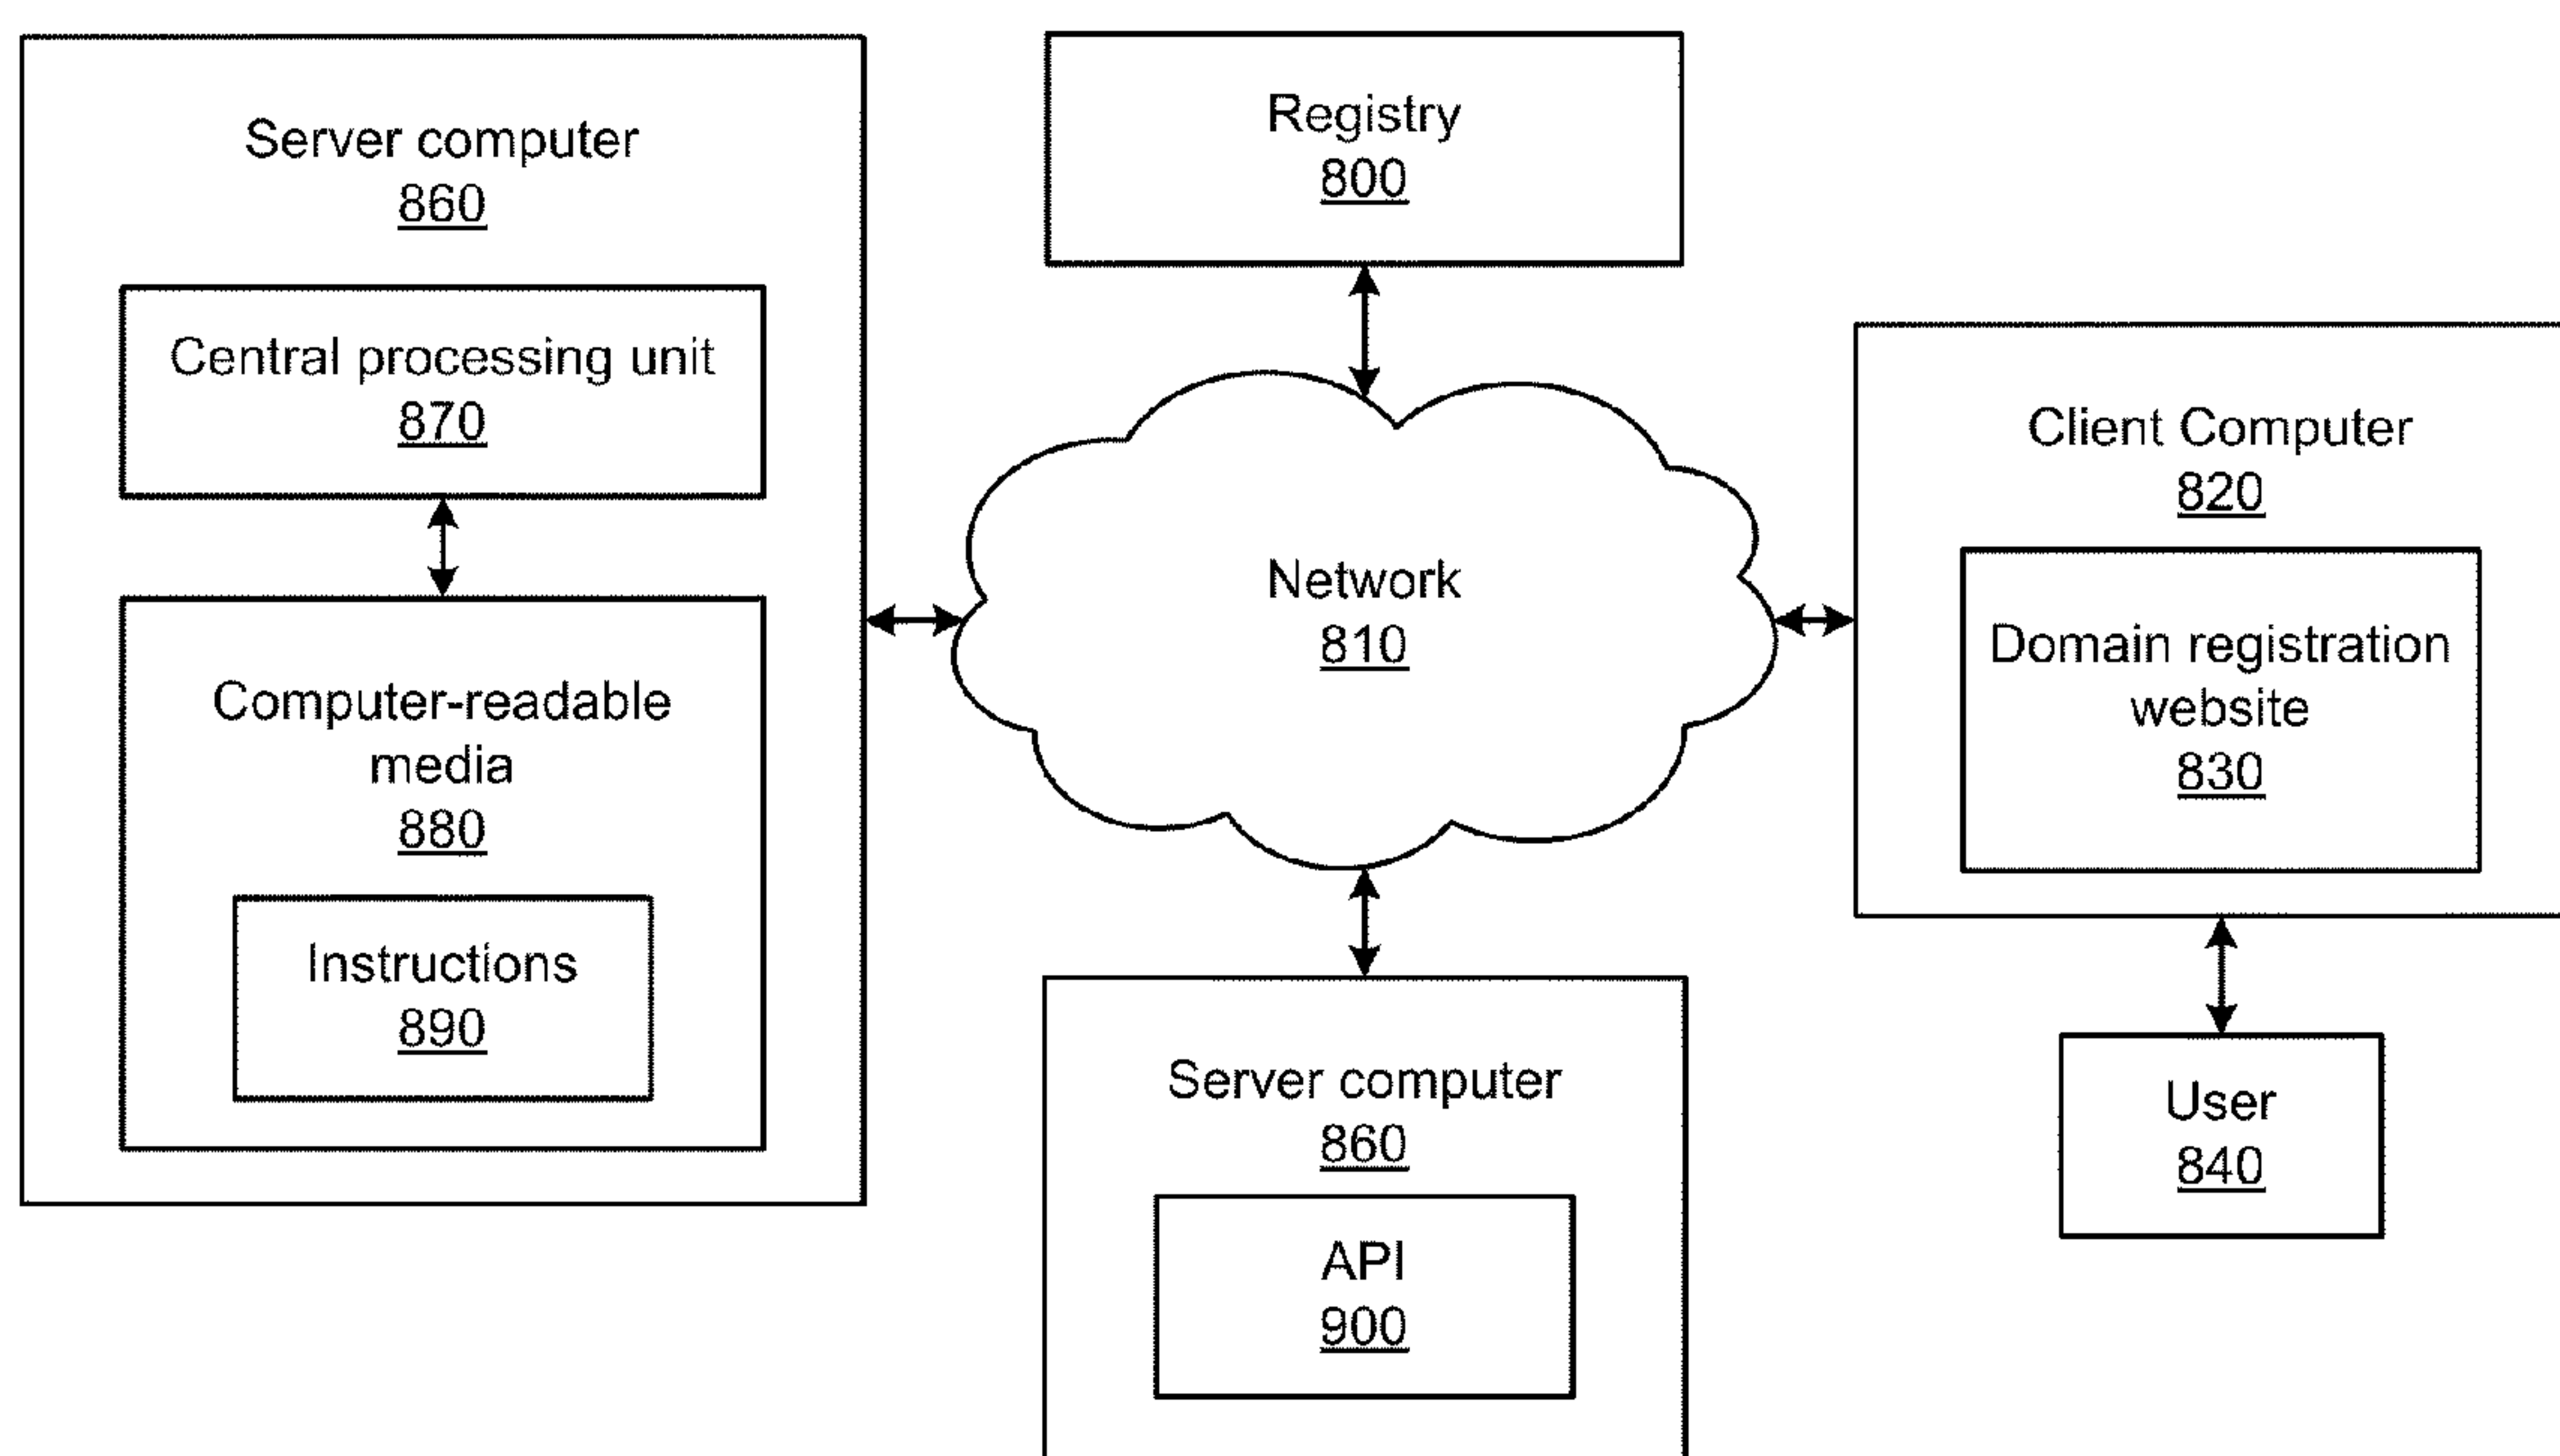 Server computer
860
Central processing unit
870
Computer-readable
media
880
Instructions
890
Registry
800
Network
810
Server computer
860
API
900
Client Computer
820
Domain registration
website
830
User
840